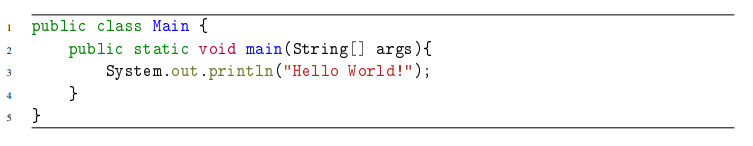 1 public class Main {
2     public static void main(String[] args){
3         System.out.println("Hello World!");
4     }
5 }